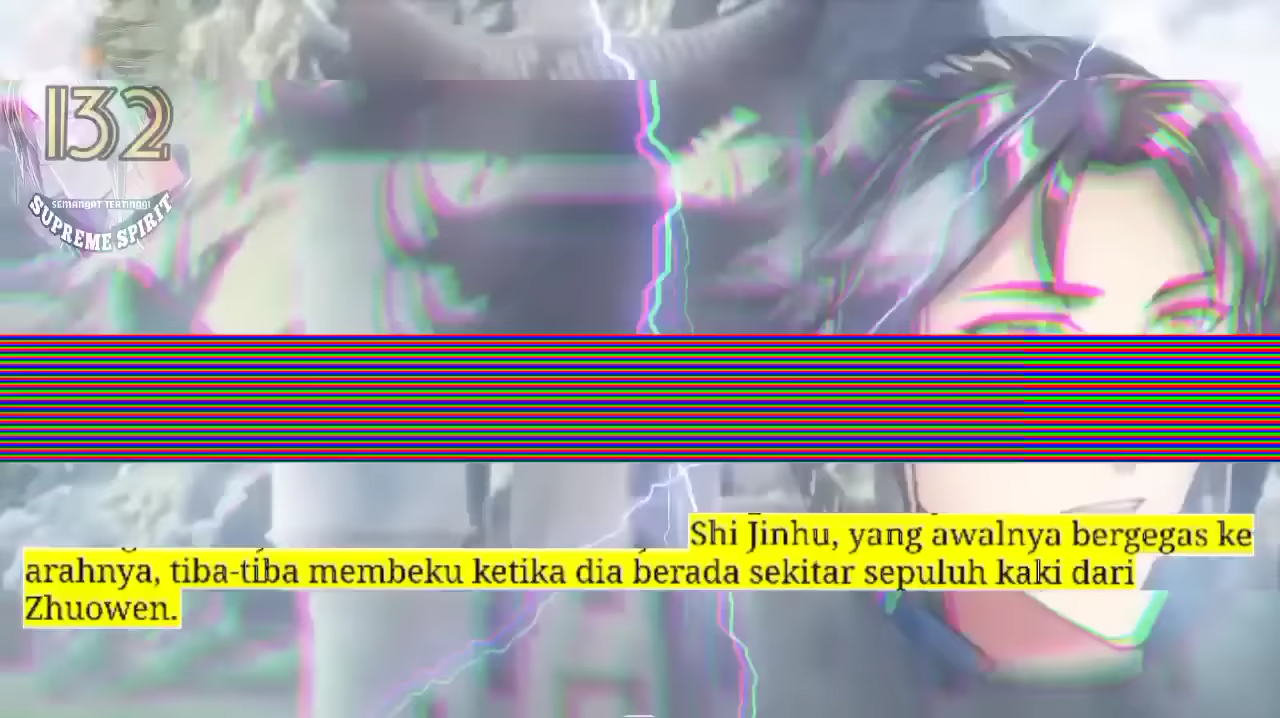 132
SEMANGAT TERTINGGI
SUPREME SPIRIT
Shi Jinhu, yang awalnya bergegas ke
arahnya, tiba-tiba membeku ketika dia berada sekitar sepuluh kaki dari
Zhuowen.